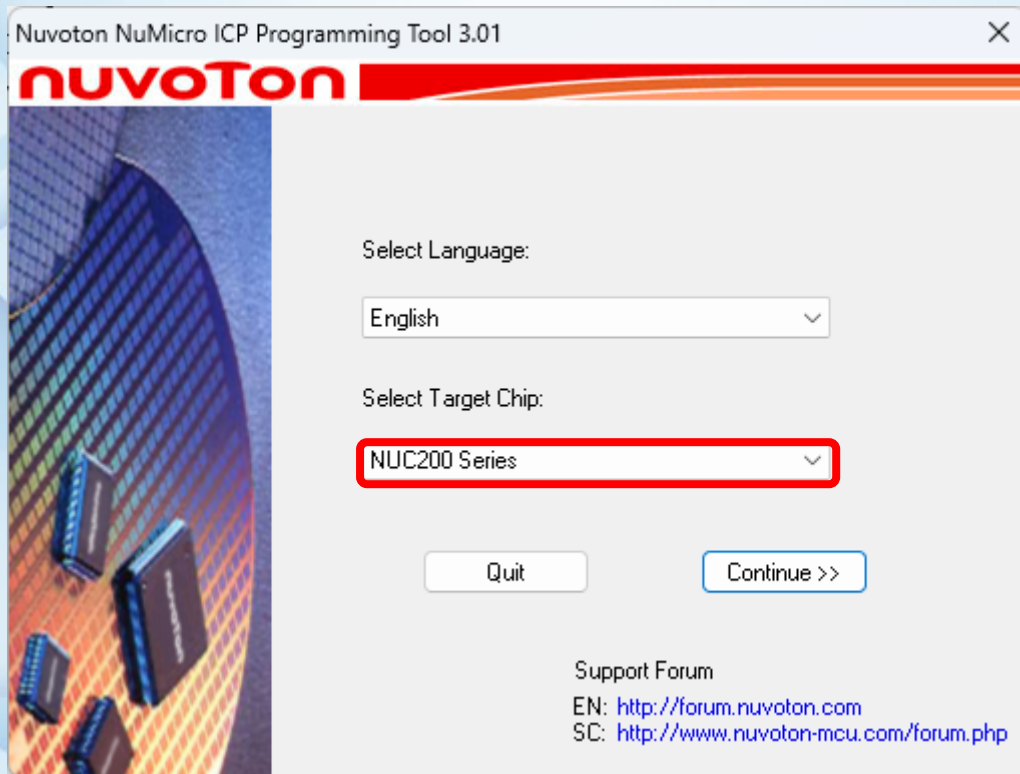 Nuvoton NuMicro ICP Programming Tool 3.01
nuvoTon
Select Language:
English
Select Target Chip:
NUC200 Series
Quit
Continue >>
Support Forum
EN: http://forum.nuvoton.com
SC: http://www.nuvoton-mcu.com/forum.php
nuvoTon